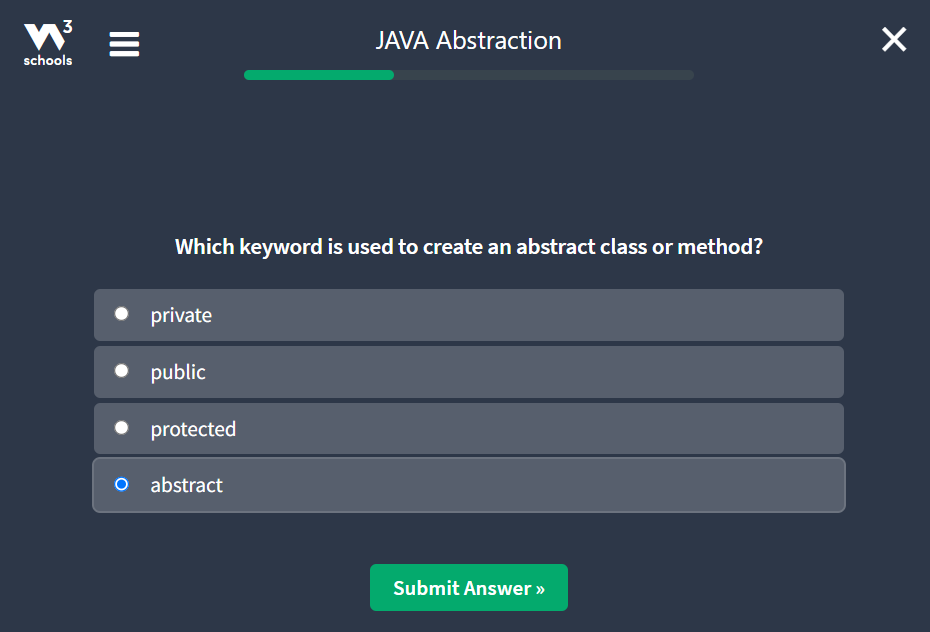 W3
schools
JAVA Abstraction
Which keyword is used to create an abstract class or method?
private
public
protected
abstract
Submit Answer »